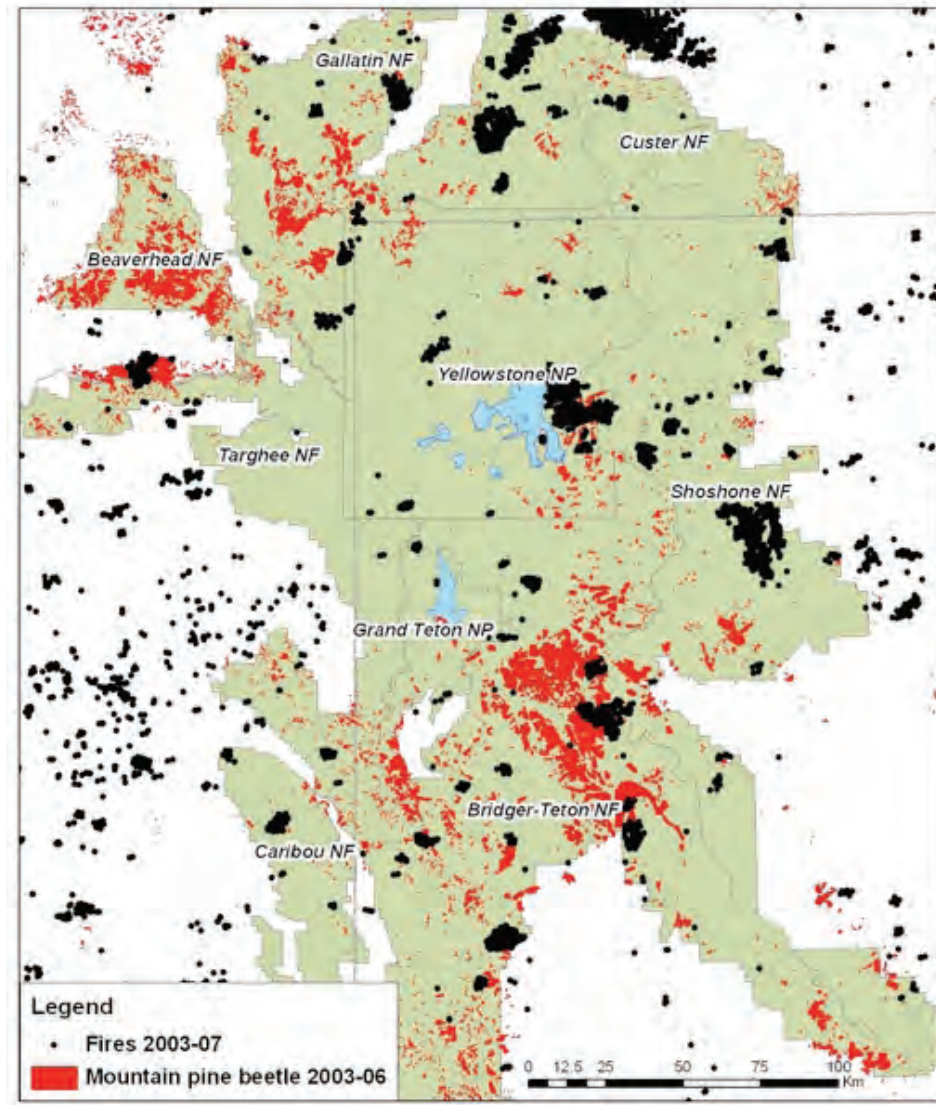 Gallatin NF
Custer NF
Beaverhead NF
Yellowstone NP
Targhee NF
Shoshone NF
Grand Teton NP
Bridger-Teton NF
Caribou NF
Legend
Fires 2003-07
Mountain pine beetle 2003-06
0 12.5 25 50 75 100
Km